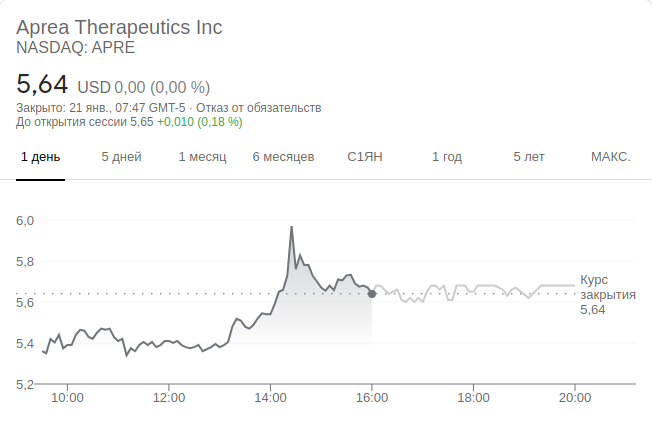 Aprea Therapeutics Inc
NASDAQ: APRE
5,64 USD 0,00 (0,00 %)
Закрыто: 21 янв., 07:47 GMT-5 · Отказ от обязательств
До открытия сессии 5,65 +0,010 (0,18 %)
1 день 5 дней 1 месяц 6 месяцев С1ЯН 1 год 5 лет МАКС.
6,0
5,8
5,6
5,4
5,2
Курс
закрытия
5,64
10:00 12:00 14:00 16:00 18:00 20:00